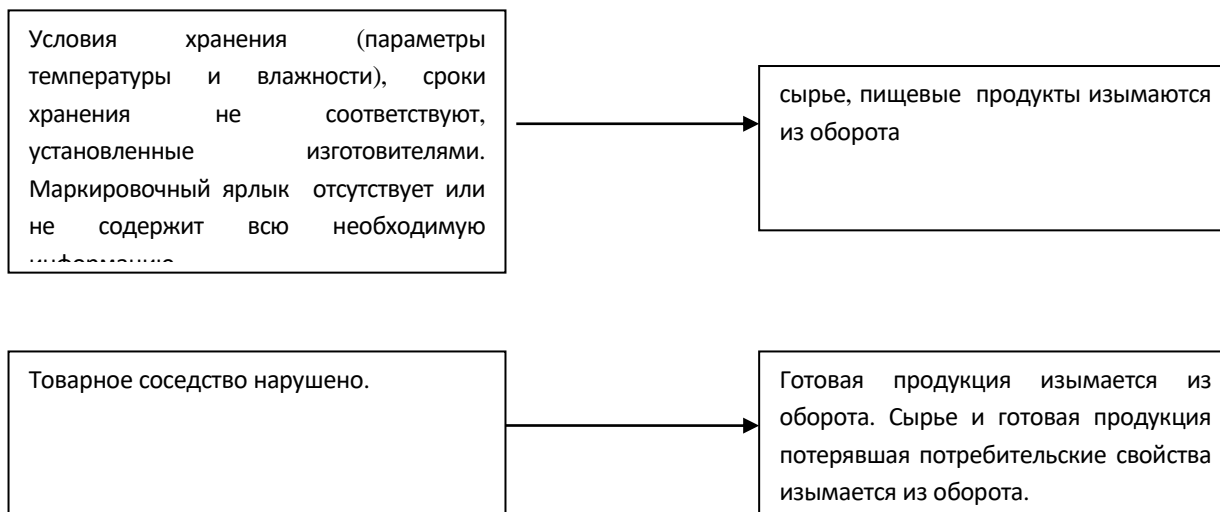 Условия хранения (параметры
температуры и влажности), сроки
хранения не соответствуют,
установленные изготовителями.
Маркировочный ярлык отсутствует или
не содержит всю необходимую
информацию
сырье, пищевые продукты изымаются
из оборота
Товарное соседство нарушено.
Готовая продукция изымается из
оборота. Сырье и готовая продукция
потерявшая потребительские свойства
изымается из оборота.